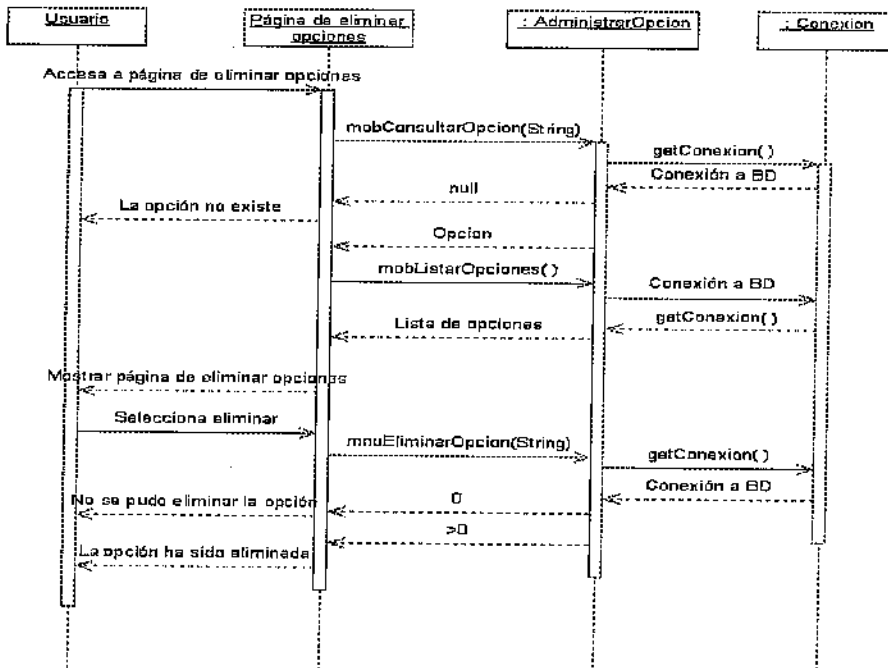 Usuario
Página de eliminar
opciones
: AdministrarOpcion
: Conexion
Accesa a página de eliminar opciones
mobConsultarOpcion(String)
getConexion( )
Conexión a BD
null
La opción no existe
Opcion
mobListarOpciones( )
Conexión a BD
getConexion( )
Lista de opciones
Mostrar página de eliminar opciones
Selecciona eliminar
mnuEliminarOpcion(String)
getConexion( )
Conexión a BD
0
No se pudo eliminar la opción
>0
La opción ha sido eliminada